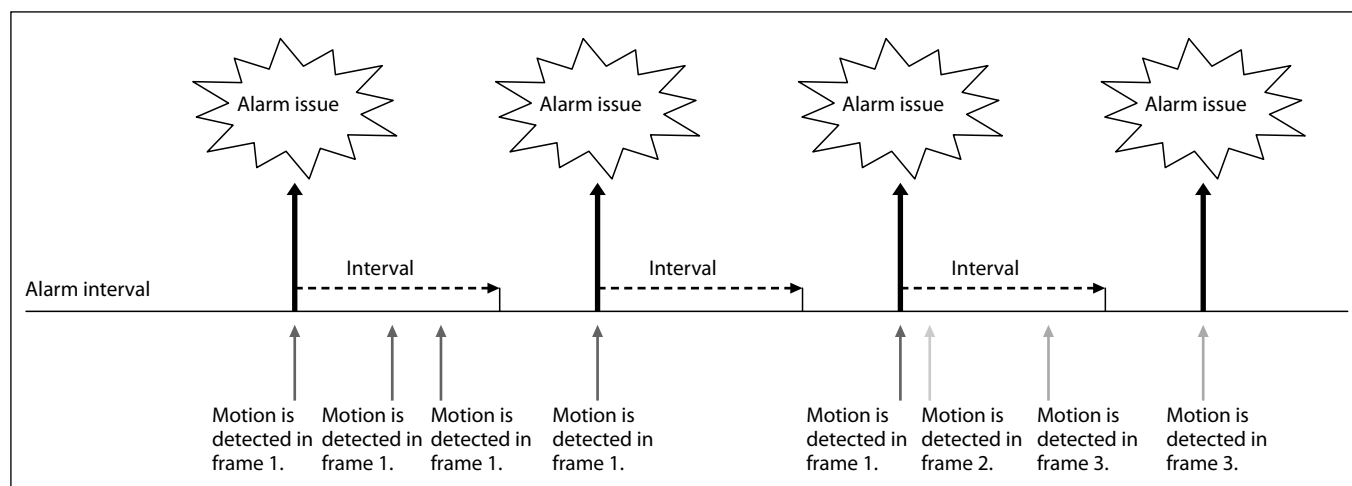 Alarm issue
Alarm issue
Alarm issue
Alarm issue
Interval
Interval
Interval
Alarm interval
Motion is
detected in
frame 1.
Motion is
detected in
frame 1.
Motion is
detected in
frame 1.
Motion is
detected in
frame 1.
Motion is
detected in
frame 1.
Motion is
detected in
frame 2.
Motion is
detected in
frame 3.
Motion is
detected in
frame 3.